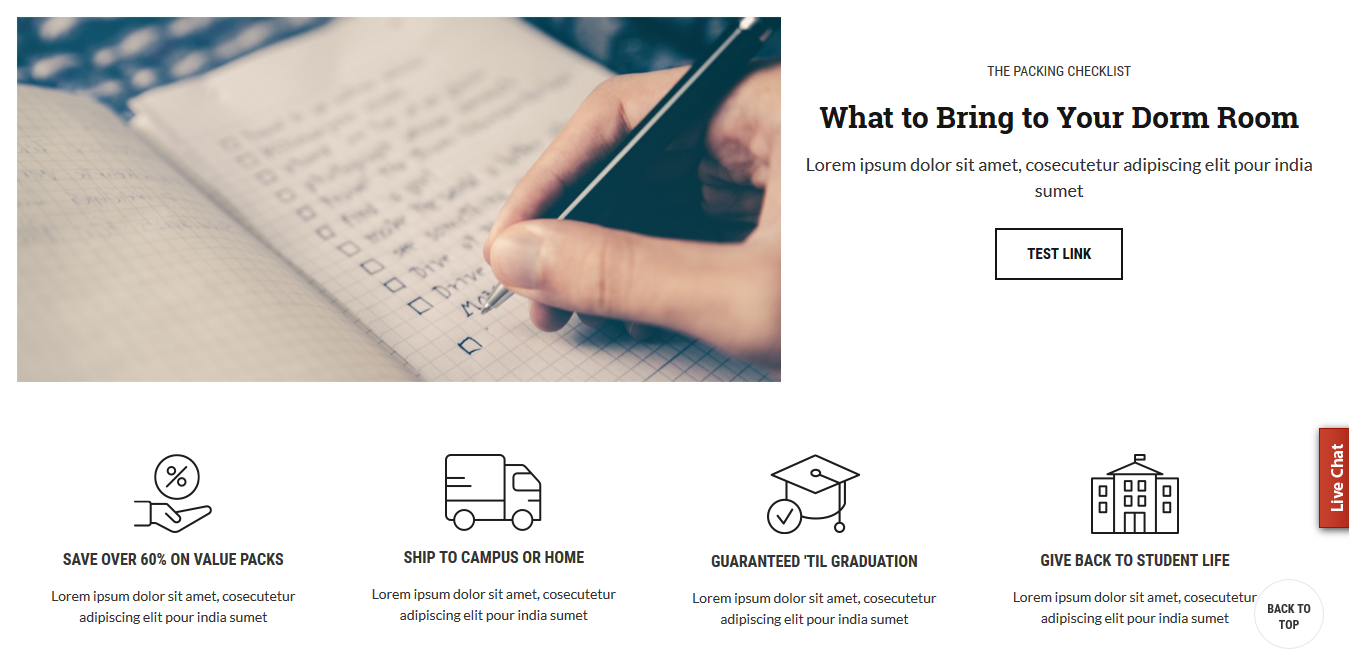 THE PACKING CHECKLIST
What to Bring to Your Dorm Room
Lorem ipsum dolor sit amet, cosecutetur adipiscing elit pour india
sumet
TEST LINK
Drive
Drive
%
SAVE OVER 60% ON VALUE PACKS
Lorem ipsum dolor sit amet, cosecutetur
adipiscing elit pour india sumet
SHIP TO CAMPUS OR HOME
Lorem ipsum dolor sit amet, cosecutetur
adipiscing elit pour india sumet
GUARANTEED 'TIL GRADUATION
Lorem ipsum dolor sit amet, cosecutetur
adipiscing elit pour india sumet
GIVE BACK TO STUDENT LIFE
Lorem ipsum dolor sit amet, cosecutetur
adipiscing elit pour india sumet
Live Chat
BACK TO
TOP